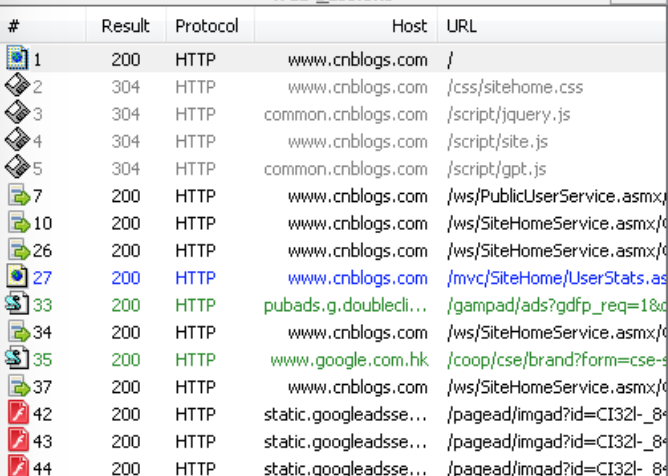 # Result Protocol Host URL
1 200 HTTP www.cnblogs.com /
2 304 HTTP www.cnblogs.com /css/sitehome.css
3 304 HTTP common.cnblogs.com /script/jquery.js
4 304 HTTP www.cnblogs.com /script/site.js
5 304 HTTP common.cnblogs.com /script/gpt.js
7 200 HTTP www.cnblogs.com /ws/PublicUserService.asmx/
10 200 HTTP www.cnblogs.com /ws/SiteHomeService.asmx/
26 200 HTTP www.cnblogs.com /ws/SiteHomeService.asmx/
27 200 HTTP www.cnblogs.com /mvc/SiteHome/UserStats.as
33 200 HTTP pubads.g.doublecli... /gampad/ads?gdfp_req=1&
34 200 HTTP www.cnblogs.com /ws/SiteHomeService.asmx/
35 200 HTTP www.google.com.hk /coop/cse/brand?form=cse-s
37 200 HTTP www.cnblogs.com /ws/SiteHomeService.asmx/
42 200 HTTP static.googleadsse... /pagead/imgad?id=CI32l-_84
43 200 HTTP static.googleadsse... /pagead/imgad?id=CI32l-_84
44 200 HTTP static.googleadsse... /pagead/imgad?id=CI32l-_84